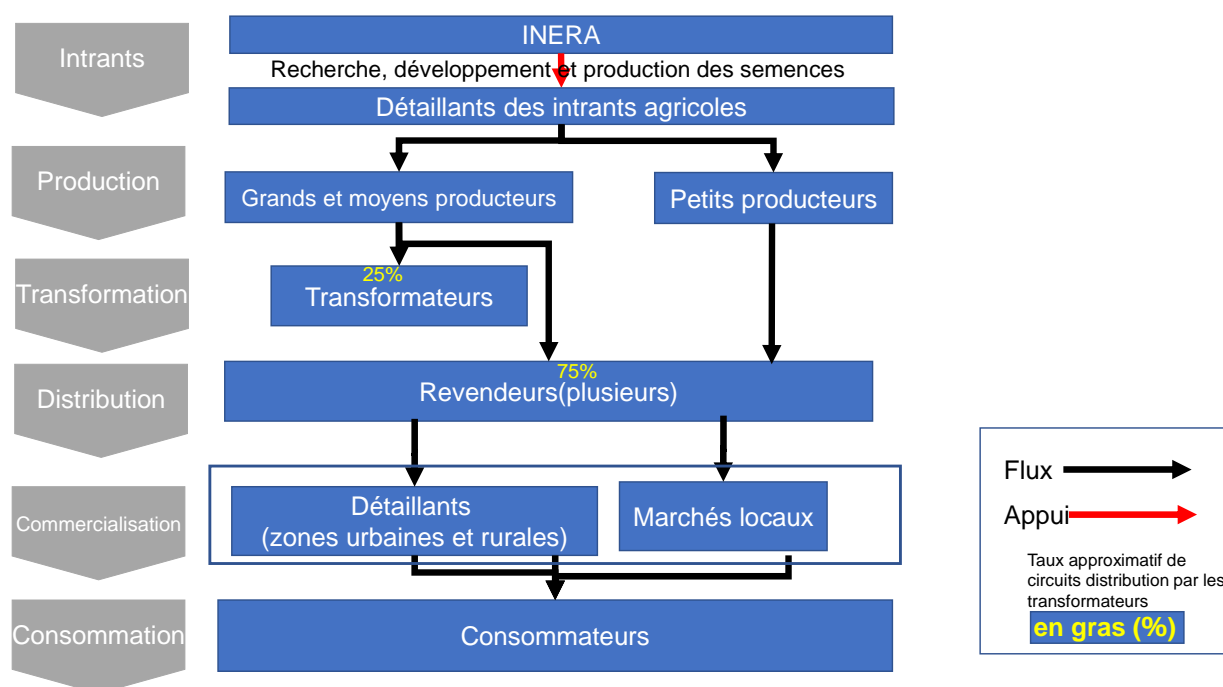 Intrants
INERA
Recherche, développement et production des semences
Détaillants des intrants agricoles
Production
Grands et moyens producteurs
Petits producteurs
Transformation
25%
Transformateurs
Distribution
75%
Revendeurs(plusieurs)
Commercialisation
Détaillants
(zones urbaines et rurales)
Marchés locaux
Consommation
Consommateurs
Flux
Appui
Taux approximatif de
circuits distribution par les
transformateurs
en gras (%)